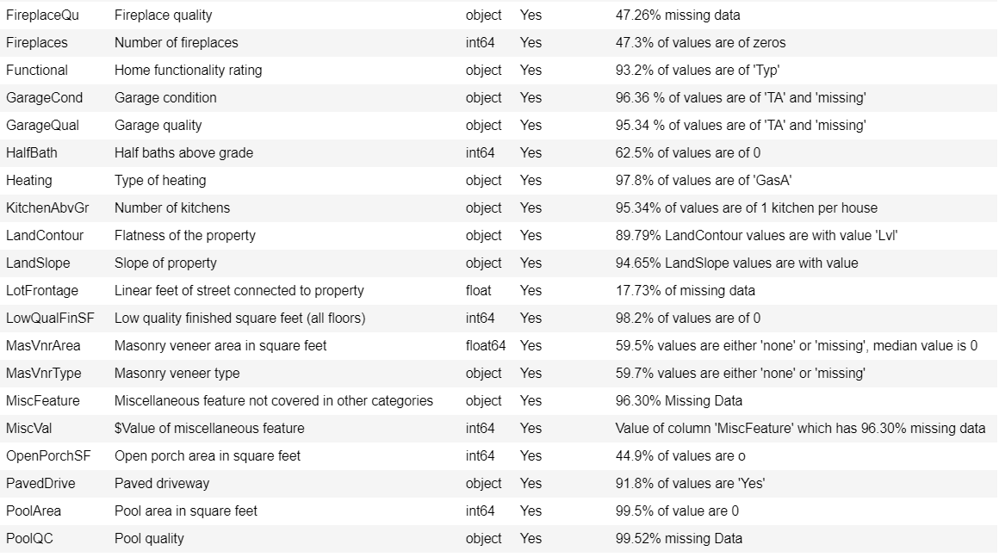 FireplaceQu Fireplace quality object Yes 47.26% missing data
Fireplaces Number of fireplaces int64 Yes 47.3% of values are of zeros
Functional Home functionality rating object Yes 93.2% of values are of 'Typ'
GarageCond Garage condition object Yes 96.36 % of values are of 'TA' and 'missing'
GarageQual Garage quality object Yes 95.34 % of values are of 'TA' and 'missing'
HalfBath Half baths above grade int64 Yes 62.5% of values are of 0
Heating Type of heating object Yes 97.8% of values are of 'GasA'
KitchenAbvGr Number of kitchens object Yes 95.34% of values are of 1 kitchen per house
LandContour Flatness of the property object Yes 89.79% LandContour values are with value 'Lvl'
LandSlope Slope of property object Yes 94.65% LandSlope values are with value
LotFrontage Linear feet of street connected to property float Yes 17.73% of missing data
LowQualFinSF Low quality finished square feet (all floors) int64 Yes 98.2% of values are of 0
MasVnrArea Masonry veneer area in square feet float64 Yes 59.5% values are either 'none' or 'missing', median value is 0
MasVnrType Masonry veneer type object Yes 59.7% values are either 'none' or 'missing'
MiscFeature Miscellaneous feature not covered in other categories object Yes 96.30% Missing Data
MiscVal $Value of miscellaneous feature int64 Yes Value of column 'MiscFeature' which has 96.30% missing data
OpenPorchSF Open porch area in square feet int64 Yes 44.9% of values are o
PavedDrive Paved driveway object Yes 91.8% of values are 'Yes'
PoolArea Pool area in square feet int64 Yes 99.5% of value are 0
PoolQC Pool quality object Yes 99.52% missing Data